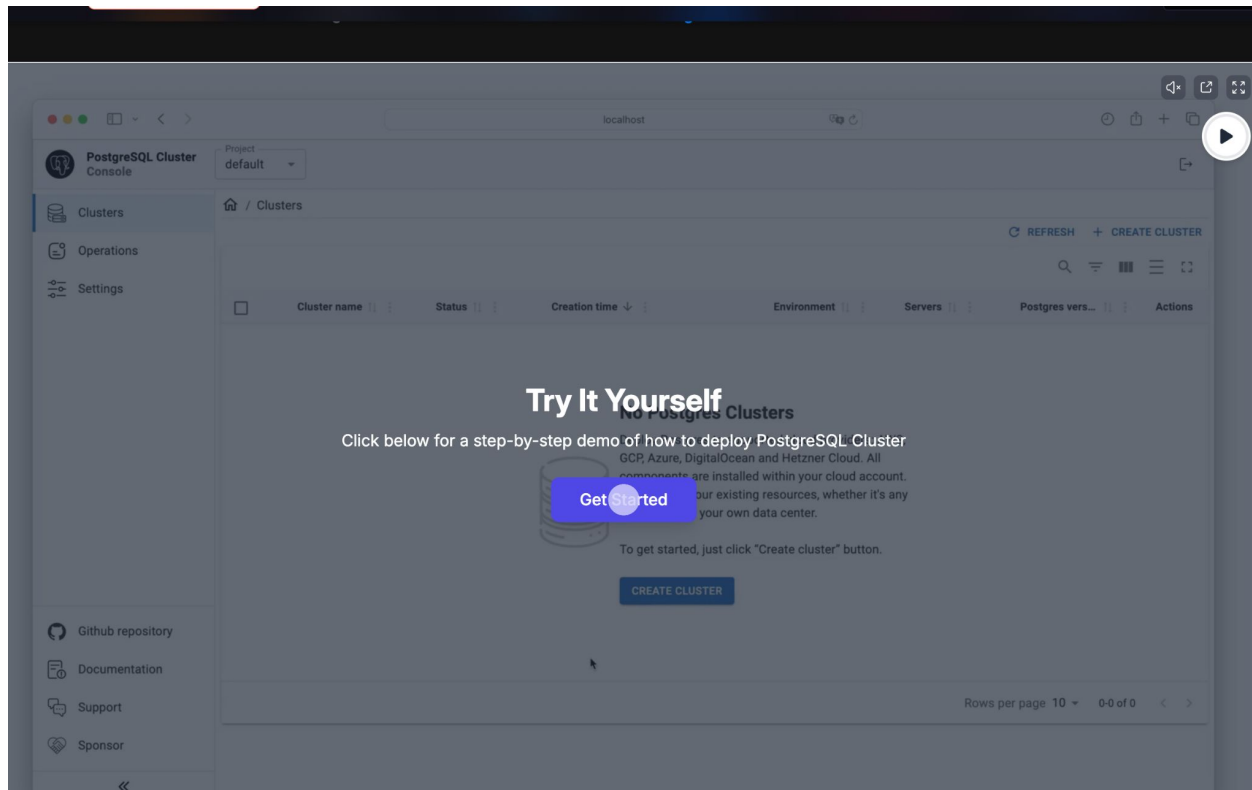 localhost
PostgreSQL Cluster
Console
Project
default
Clusters
Operations
Settings
/ Clusters
REFRESH + CREATE CLUSTER
Cluster name Status Creation time Environment Servers Postgres vers... Actions
Try It Yourself
No Postgres Clusters
Click below for a step-by-step demo of how to deploy PostgreSQL Cluster
GCP, Azure, DigitalOcean and Hetzner Cloud. All
components are installed within your cloud account.
Get Started
our existing resources, whether it's any
your own data center.
To get started, just click "Create cluster" button.
CREATE CLUSTER
Github repository
Documentation
Support
Sponsor
Rows per page 10 0-0 of 0